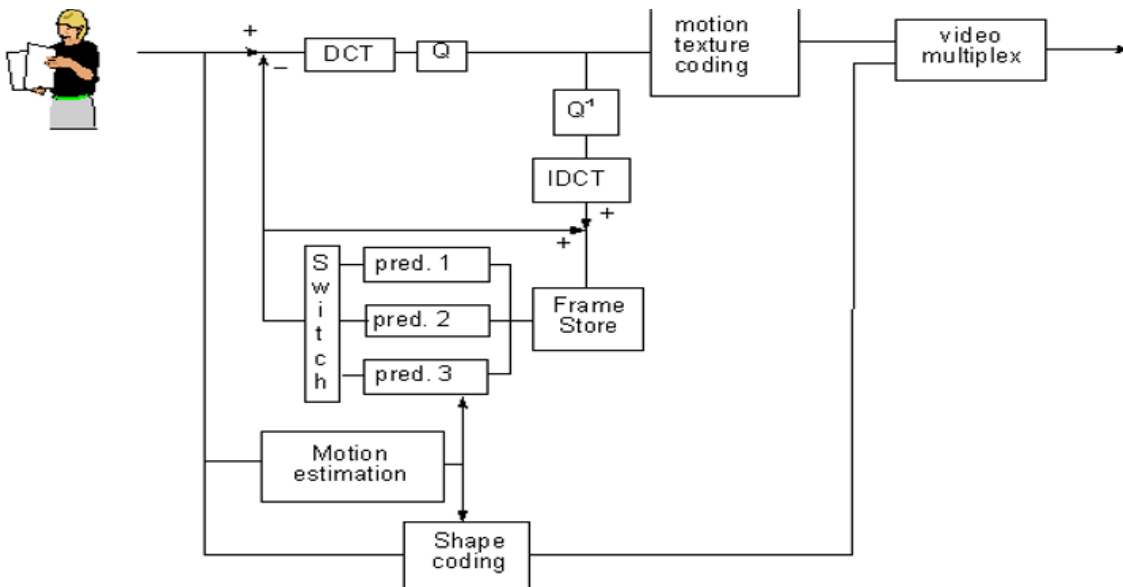 +
−
DCT
Q
motion
texture
coding
video
multiplex
Q⁻¹
IDCT
+
+
S
w
i
t
c
h
pred. 1
pred. 2
pred. 3
Frame
Store
Motion
estimation
Shape
coding